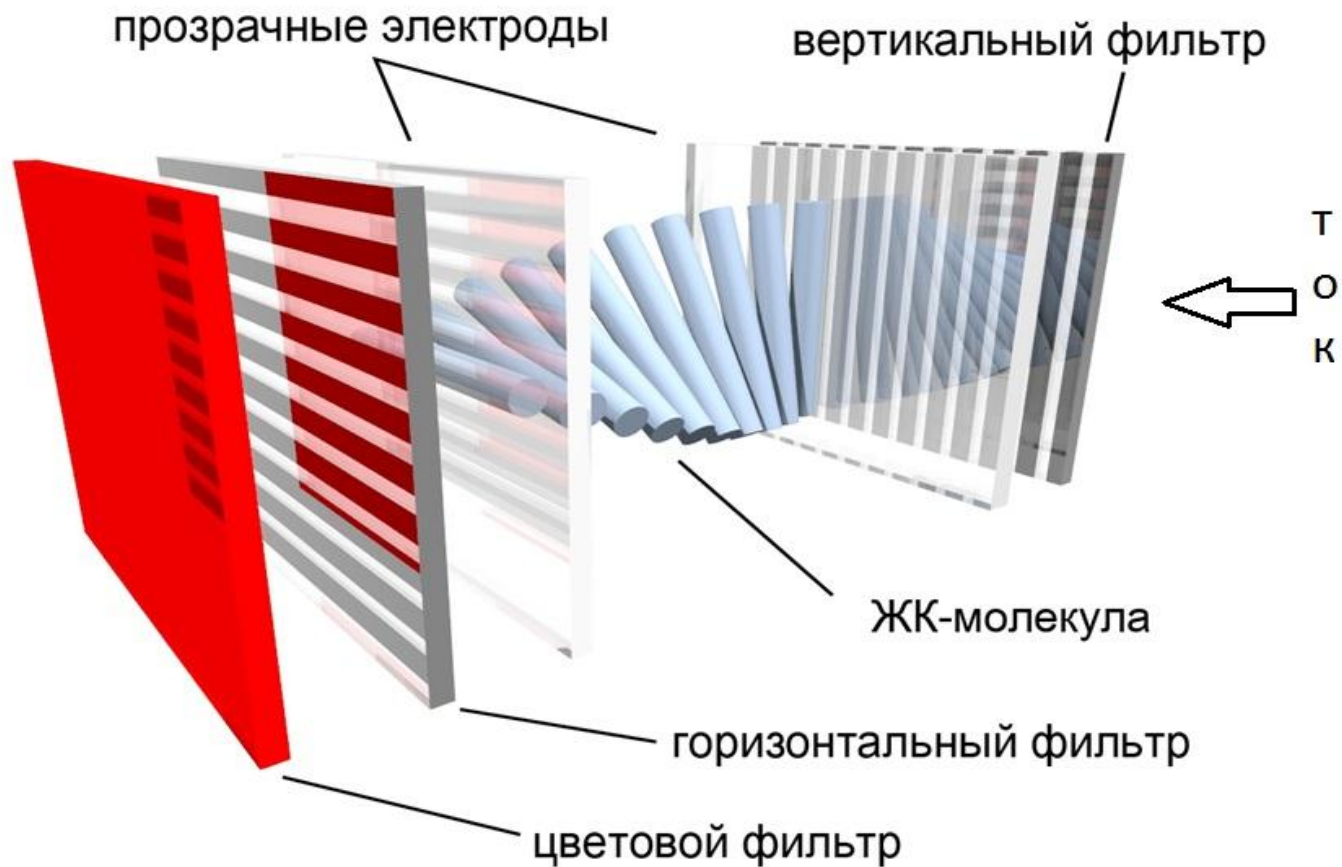 прозрачные электроды
вертикальный фильтр
Т
О
К
ЖК-молекула
горизонтальный фильтр
цветовой фильтр